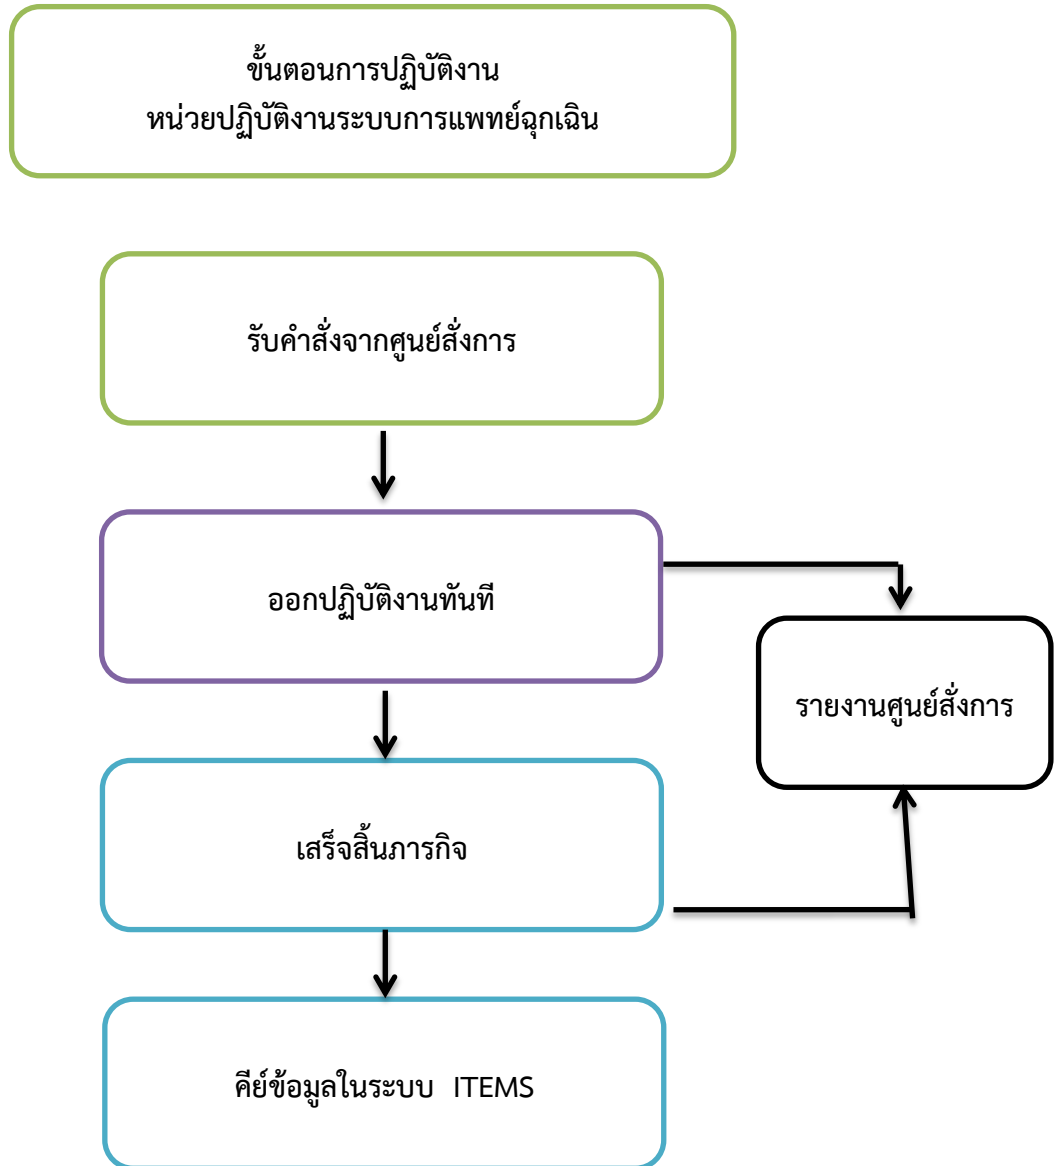 ขั้นตอนการปฏิบัติงาน
หน่วยปฏิบัติงานระบบการแพทย์ฉุกเฉิน
รับคำสั่งจากศูนย์สั่งการ
ออกปฏิบัติงานทันที
รายงานศูนย์สั่งการ
เสร็จสิ้นภารกิจ
คีย์ข้อมูลในระบบ ITEMS